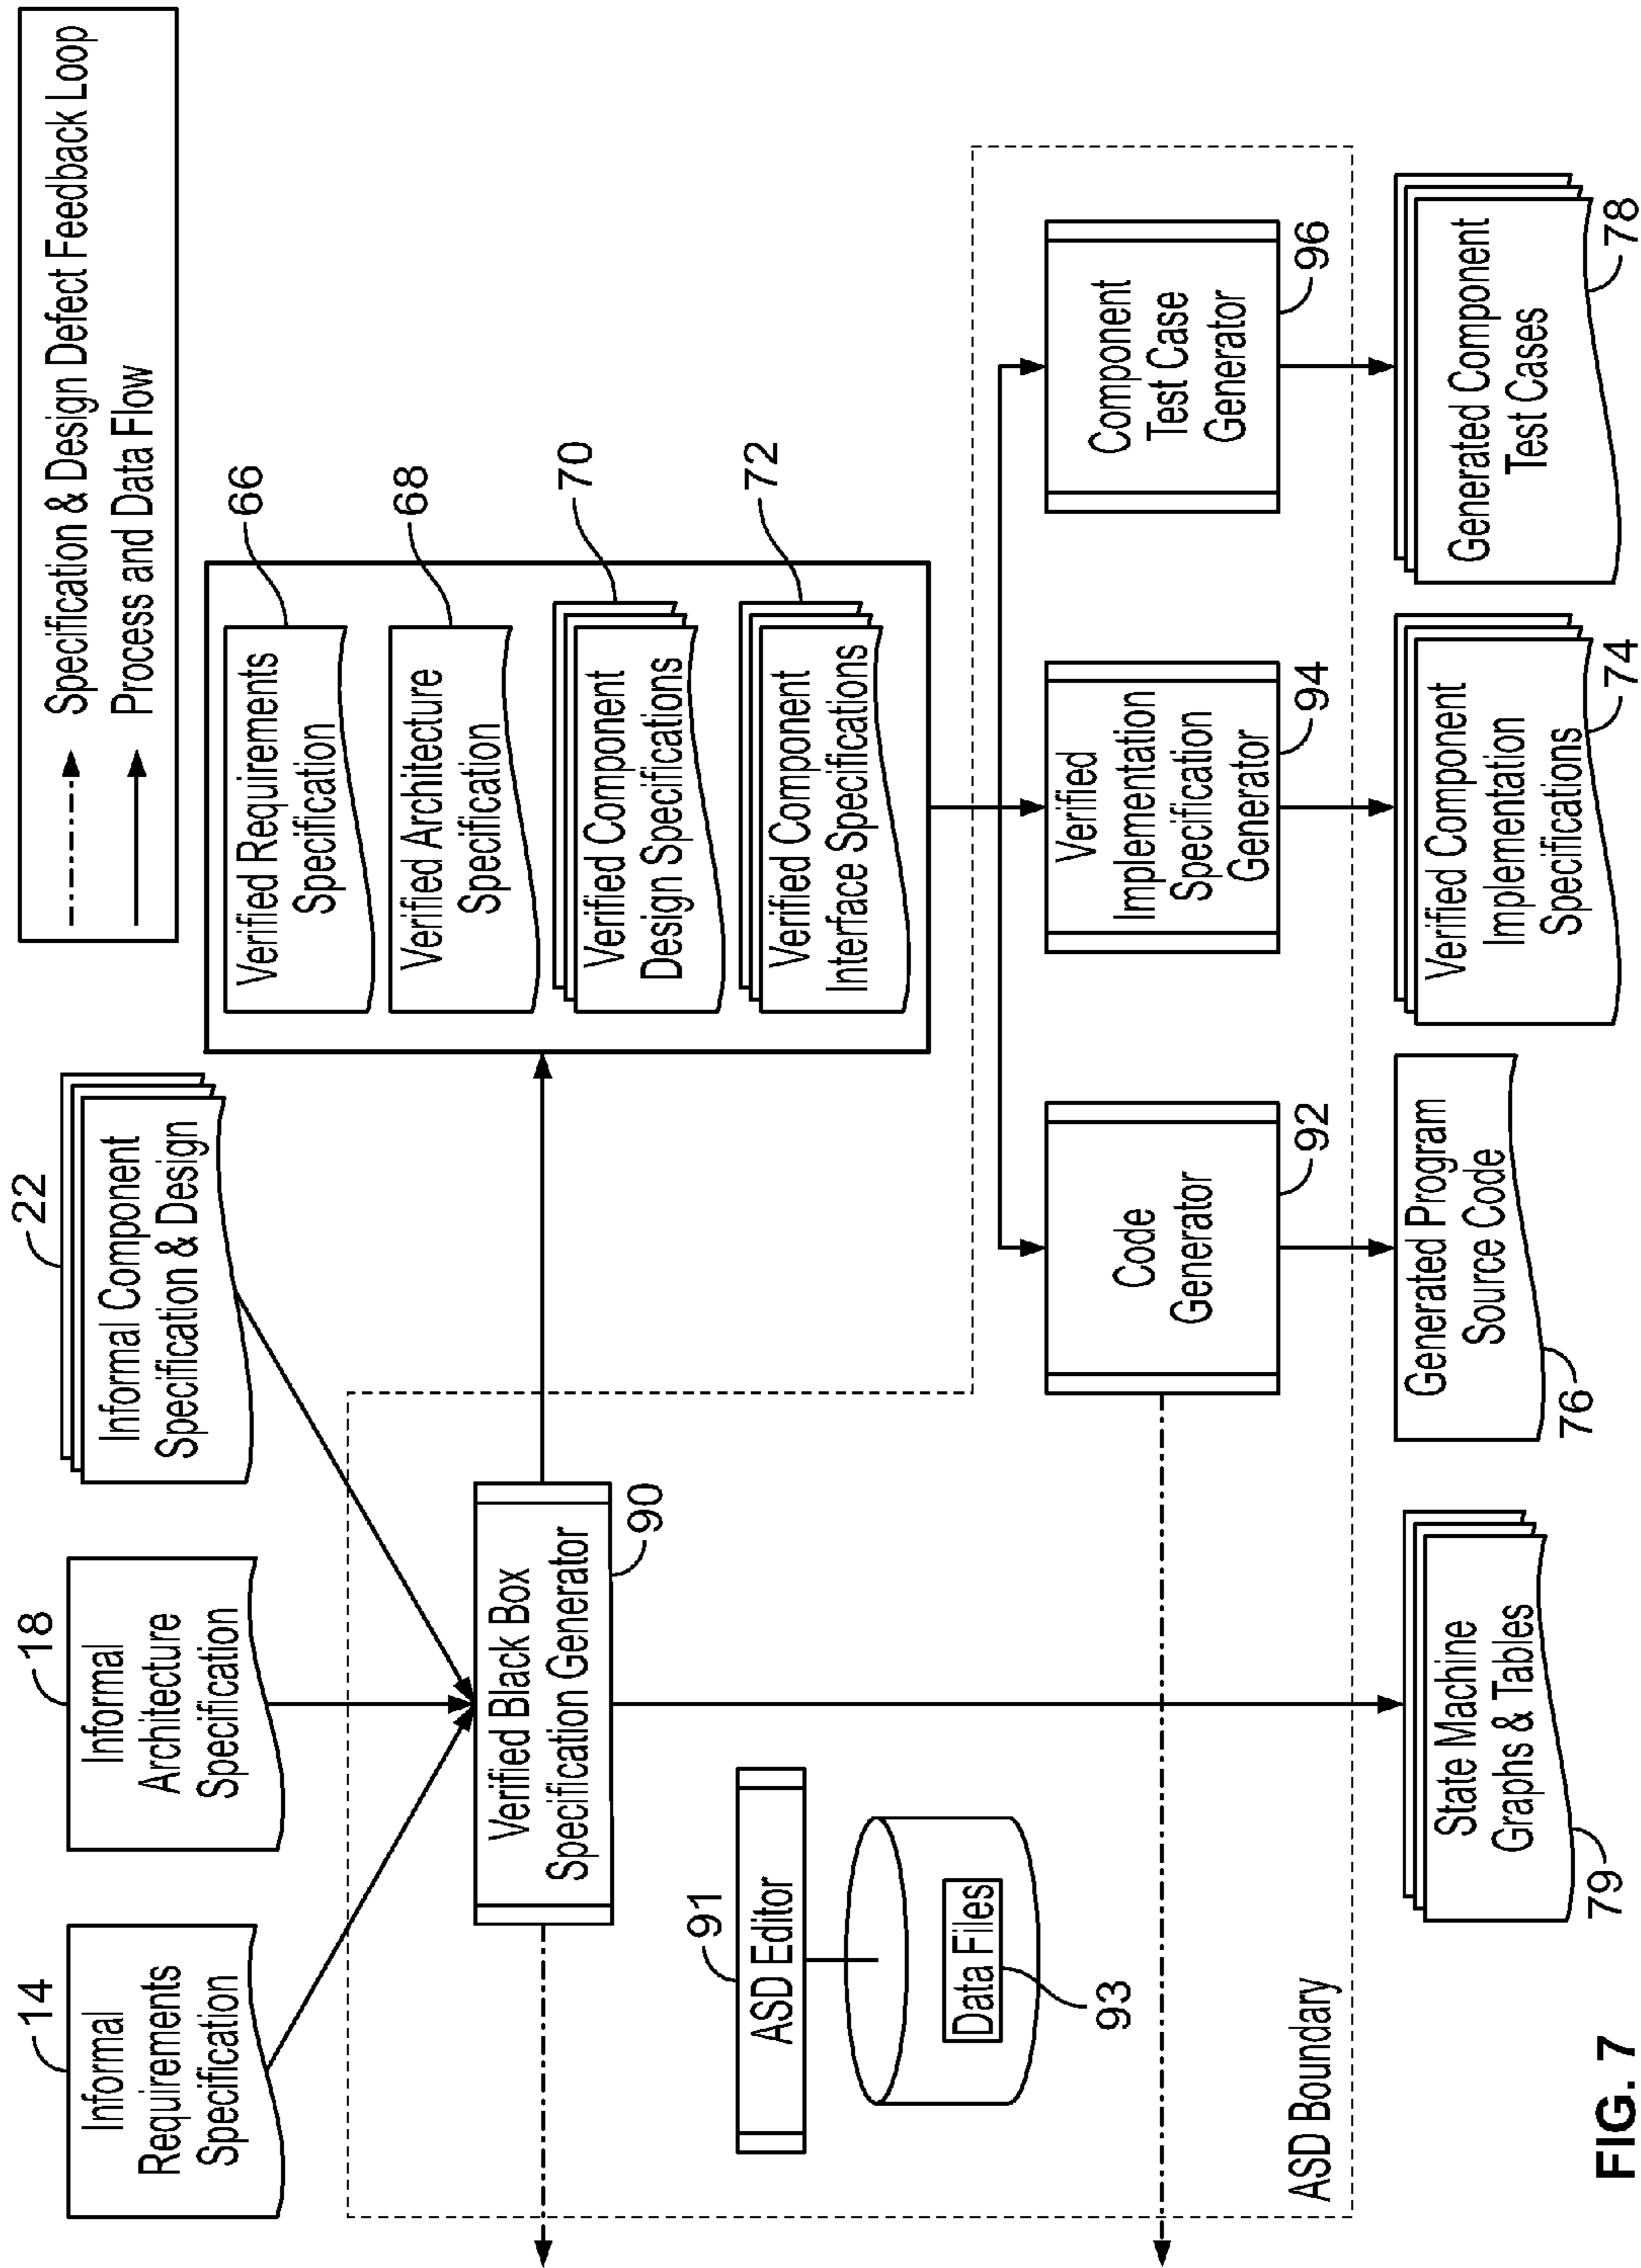 Specification & Design Defect Feedback Loop
Process and Data Flow
14
Informal
Requirements
Specification
18
Informal
Architecture
Specification
22
Informal Component
Specification & Design
Verified Requirements
Specification
66
Verified Architecture
Specification
68
Verified Component
Design Specifications
70
Verified Component
Interface Specifications
72
Verified Black Box
Specification Generator
90
91
ASD Editor
Data Files
93
Code
Generator
92
Verified
Implementation
Specification
Generator
94
Component
Test Case
Generator
96
ASD Boundary
State Machine
Graphs & Tables
79
Generated Program
Source Code
76
Verified Component
Implementation
Specifications
74
Generated Component
Test Cases
78
FIG. 7